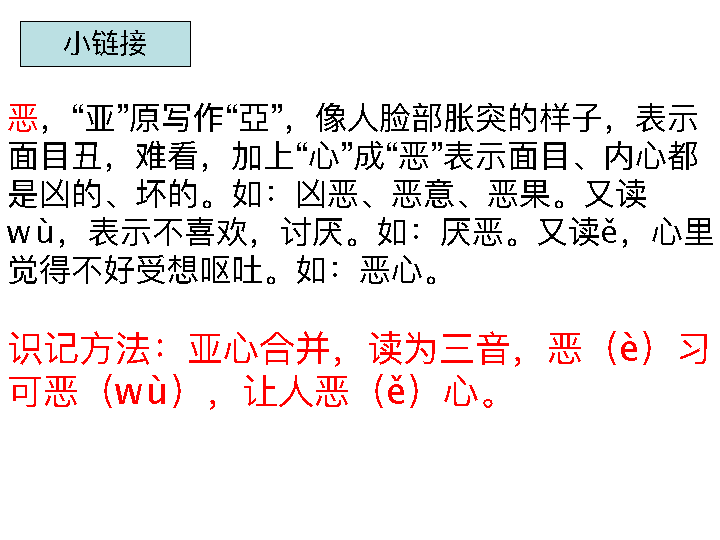 小链接
恶，“亚”原写作“亞”，像人脸部胀突的样子，表示
面目丑，难看，加上“心”成“恶”表示面目、内心都
是凶的、坏的。如：凶恶、恶意、恶果。又读
wù，表示不喜欢，讨厌。如：厌恶。又读ě，心里
觉得不好受想呕吐。如：恶心。
识记方法：亚心合并，读为三音，恶（è）习
可恶（wù），让人恶（ě）心。